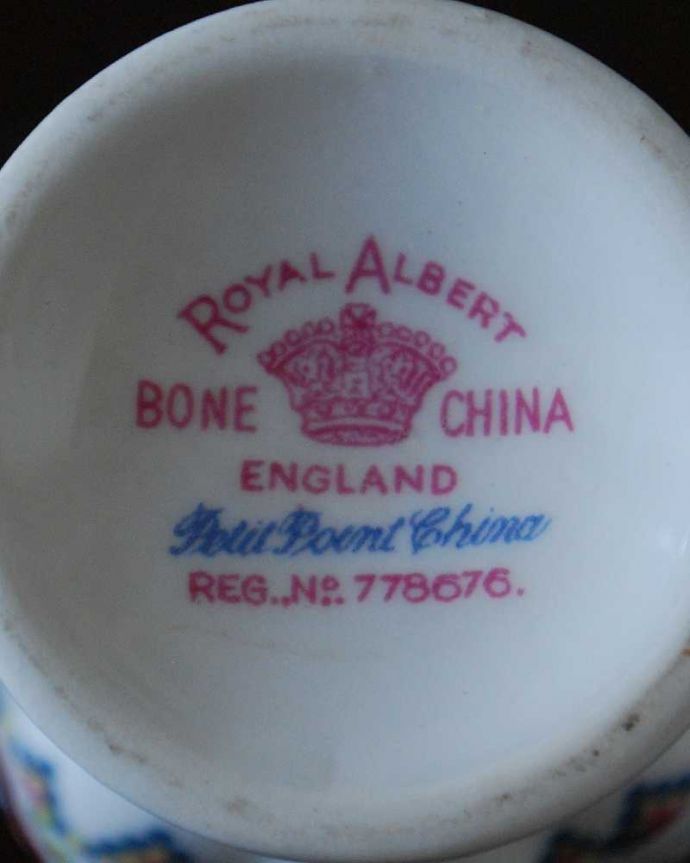 ROYAL ALBERT
BONE CHINA
ENGLAND
Petit Point China
REG. No. 778676.